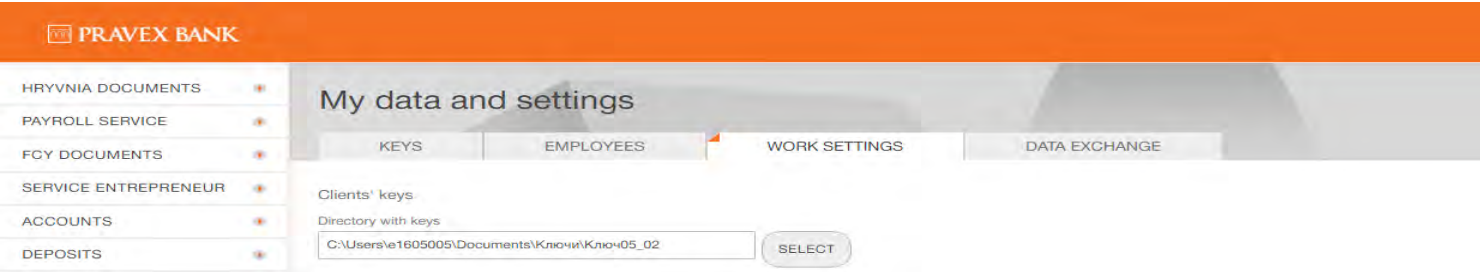 PRAVEX BANK
HRYVNIA DOCUMENTS
PAYROLL SERVICE
FCY DOCUMENTS
SERVICE ENTREPRENEUR
ACCOUNTS
DEPOSITS
My data and settings
KEYS EMPLOYEES WORK SETTINGS DATA EXCHANGE
Clients' keys
Directory with keys
C:\Users\e1605005\Documents\Ключи\Ключ05_02 SELECT